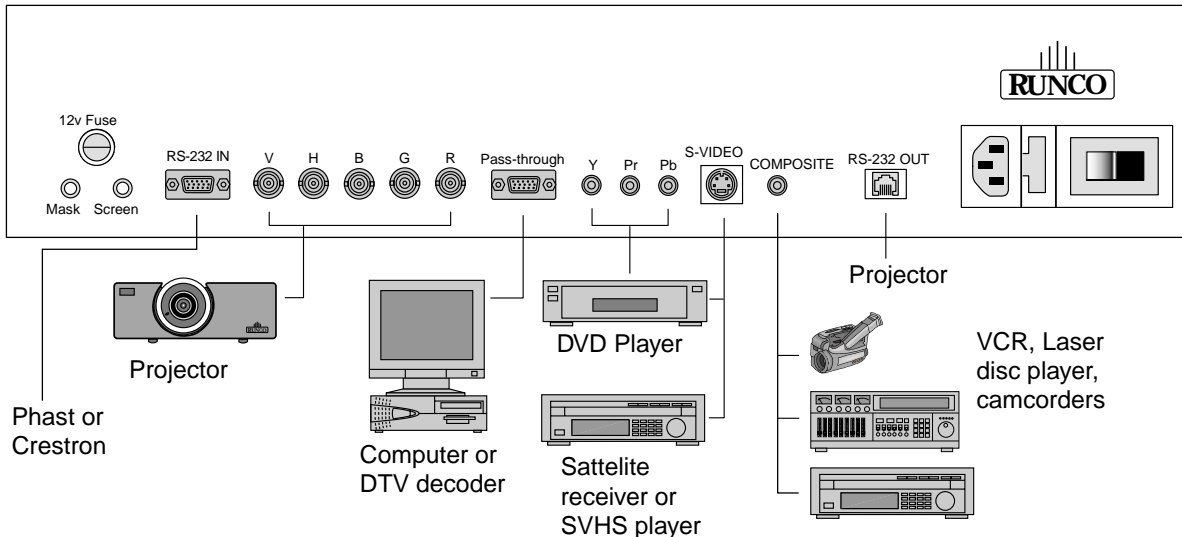 RUNCO
12v Fuse
RS-232 IN
V
H
B
G
R
Pass-through
Y
Pr
Pb
S-VIDEO
COMPOSITE
RS-232 OUT
Mask
Screen
Projector
RUNCO
Projector
DVD Player
VCR, Laser
disc player,
camcorders
Phast or
Crestron
Computer or
DTV decoder
Sattelite
receiver or
SVHS player